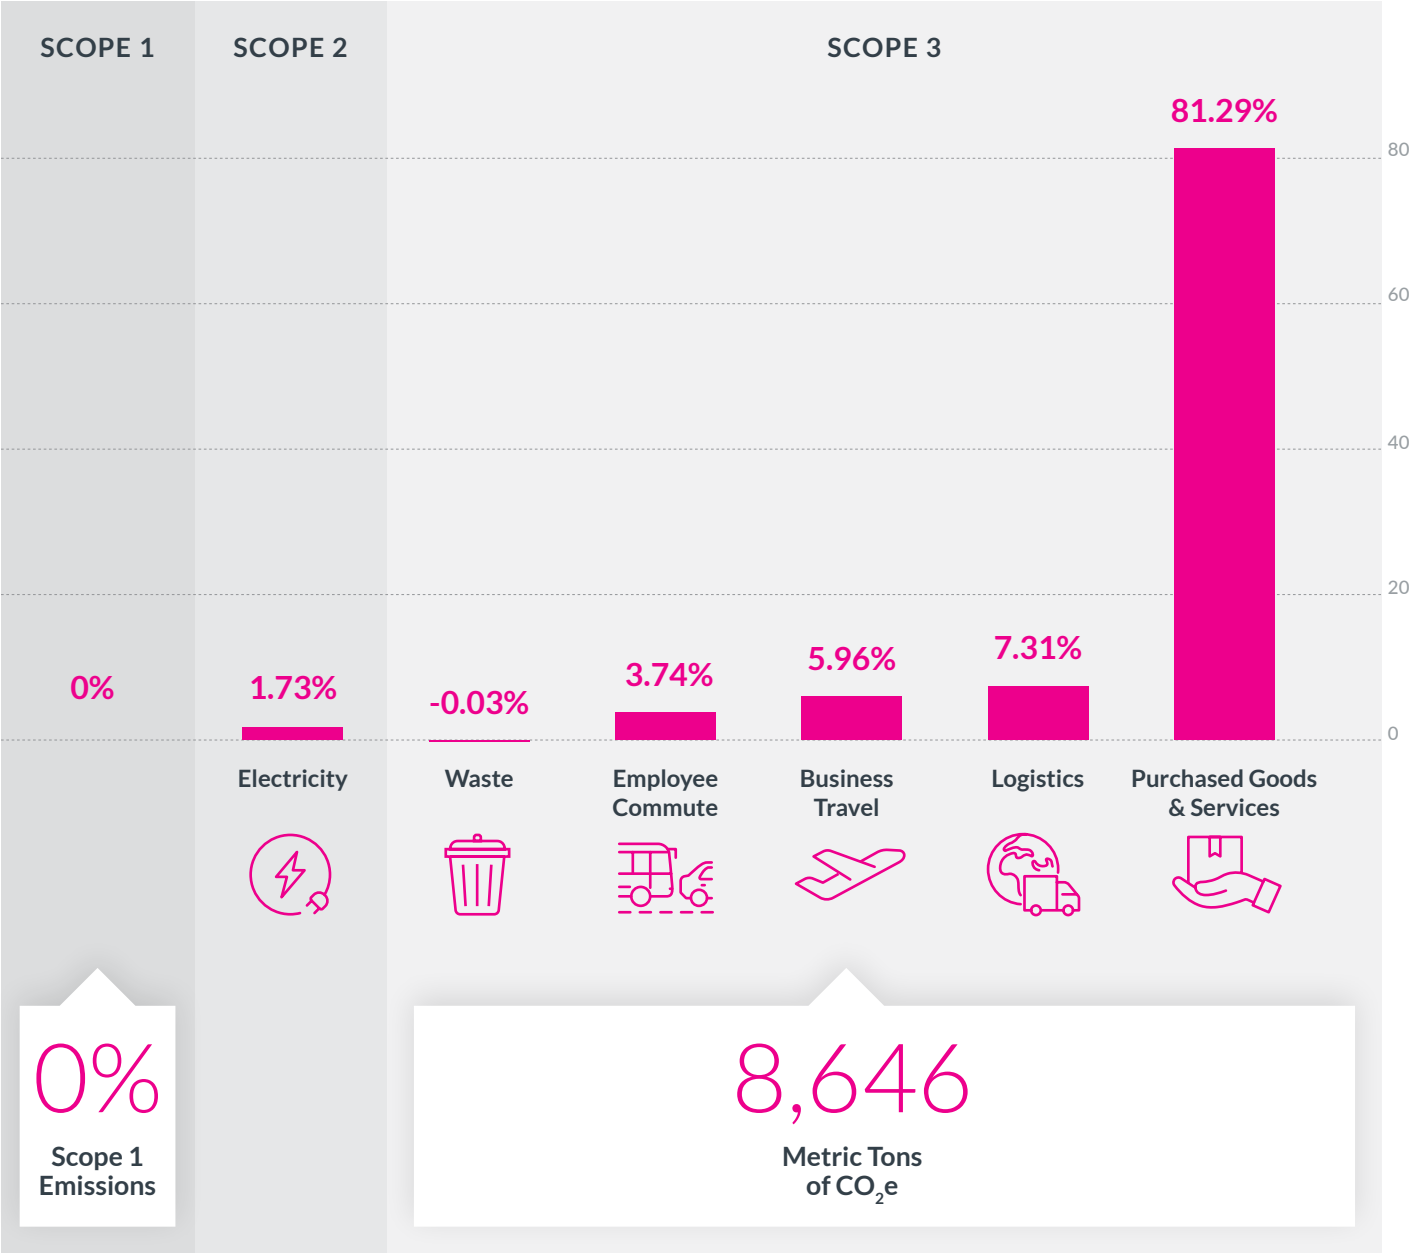 SCOPE 1
SCOPE 2
SCOPE 3
81.29%
80
60
40
20
7.31%
5.96%
3.74%
0%
1.73%
-0.03%
0
Electricity
Waste
Employee
Commute
Business
Travel
Logistics
Purchased Goods
& Services
0%
Scope 1
Emissions
8,646
Metric Tons
of CO₂e